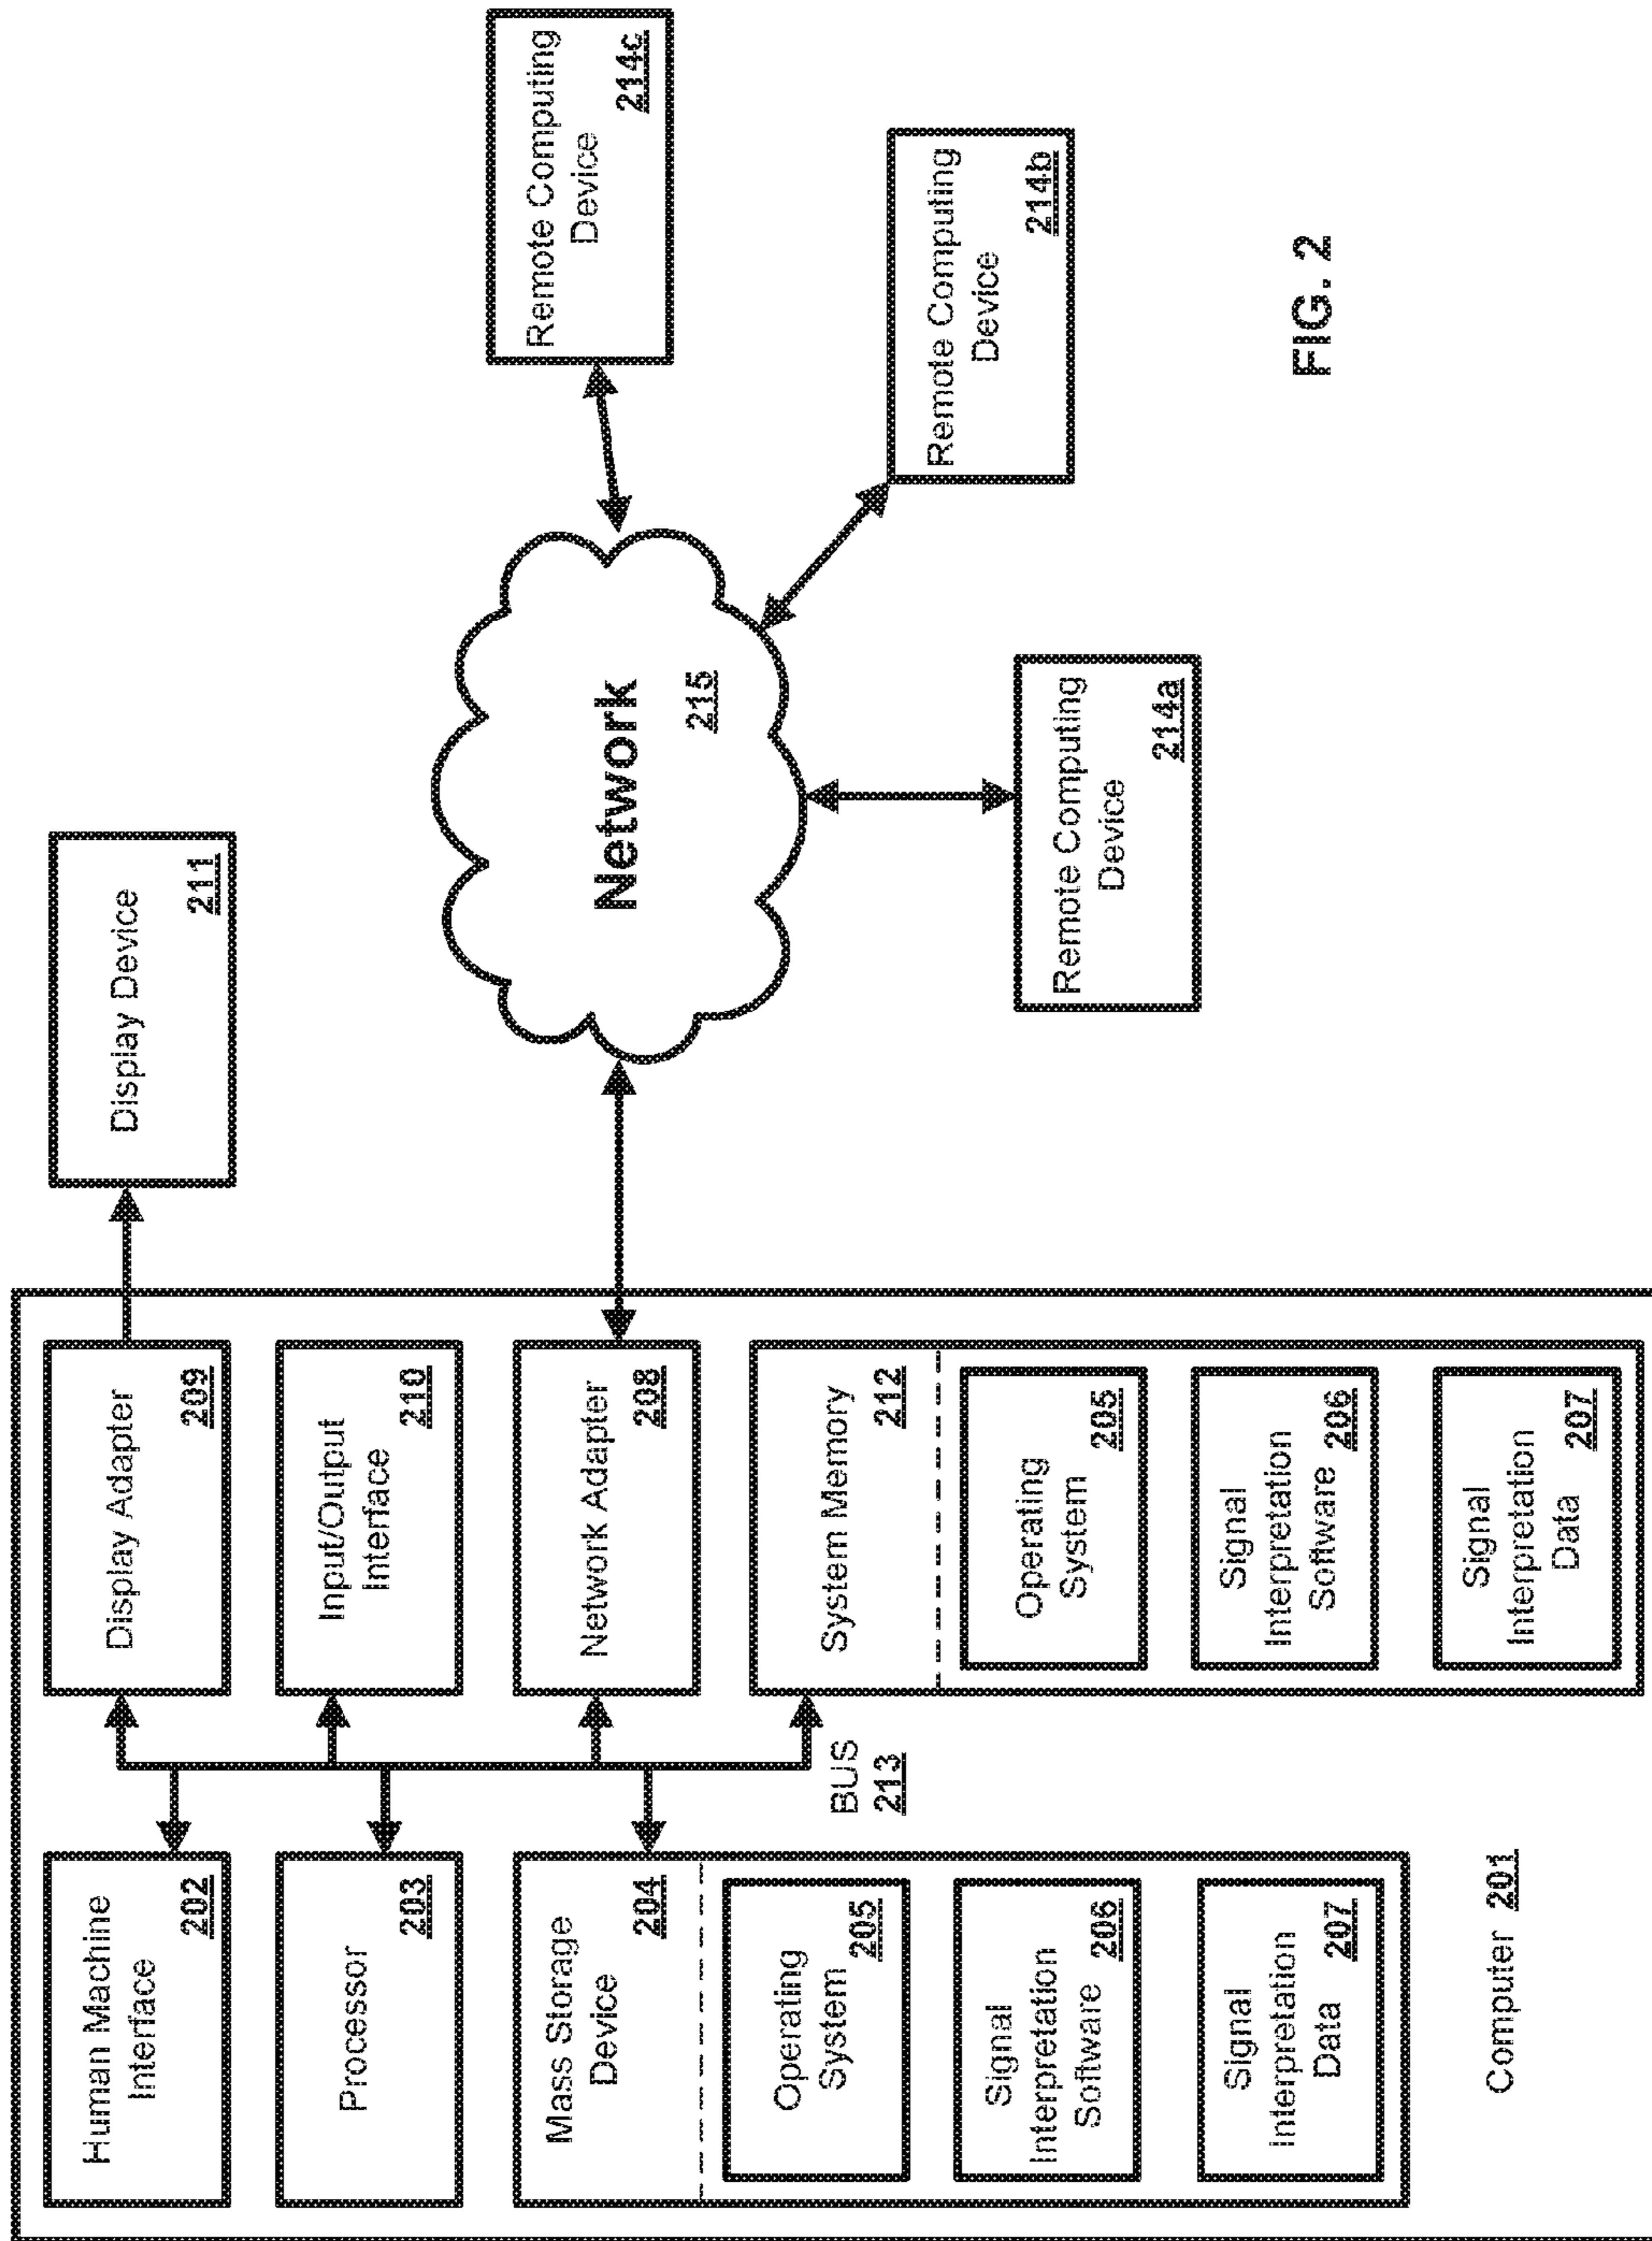 Human Machine
Interface
202
Processor
203
Mass Storage
Device
204
Operating
System
205
Signal
Interpretation
Software
206
Signal
Interpretation
Data
207
Computer 201
BUS
213
Display Adapter
209
Input/Output
Interface
210
Network Adapter
208
System Memory
212
Operating
System
205
Signal
Interpretation
Software
206
Signal
Interpretation
Data
207
Display Device
211
Network
215
Remote Computing
Device
214a
Remote Computing
Device
214b
Remote Computing
Device
214c
FIG. 2